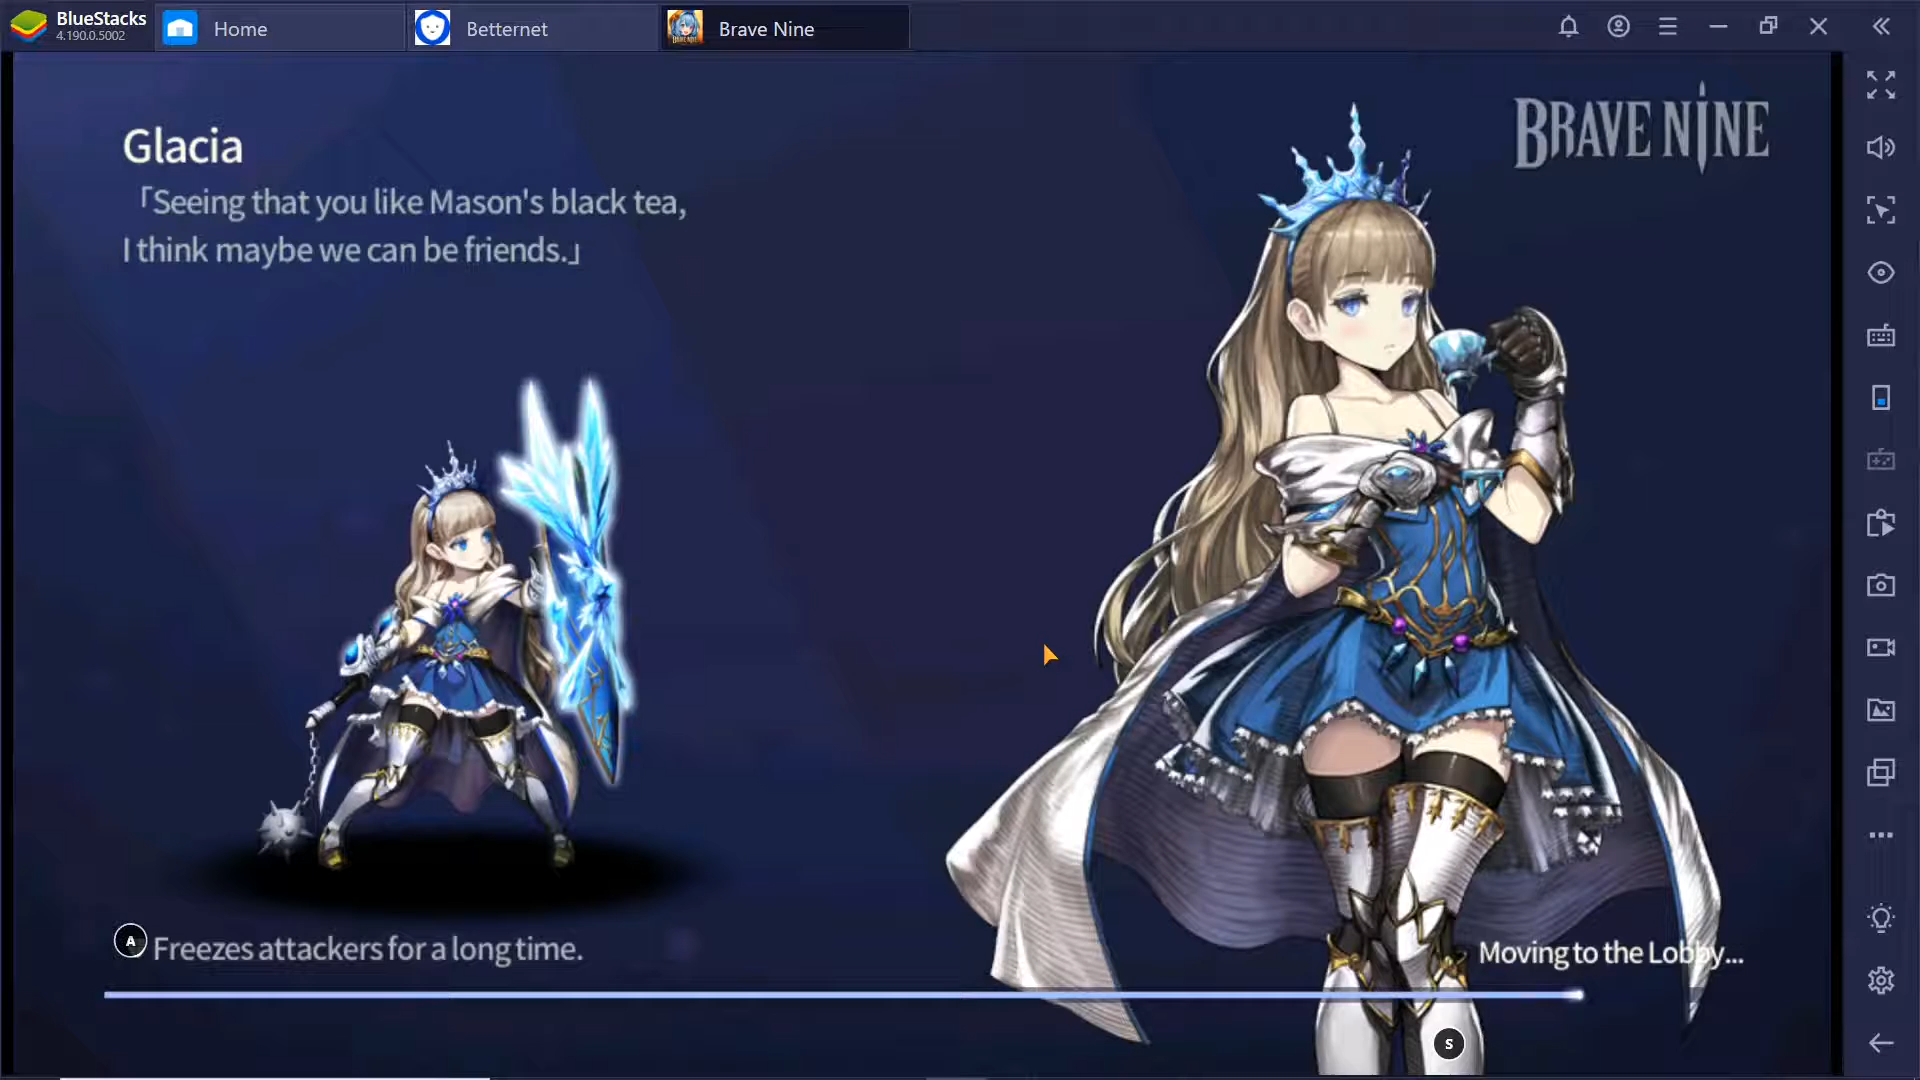 BlueStacks
4.190.0.5002
Home
Betternet
Brave Nine
BRAVE NINE
Glacia
「Seeing that you like Mason's black tea,
I think maybe we can be friends.」
A
Freezes attackers for a long time.
Moving to the Lobby...
S